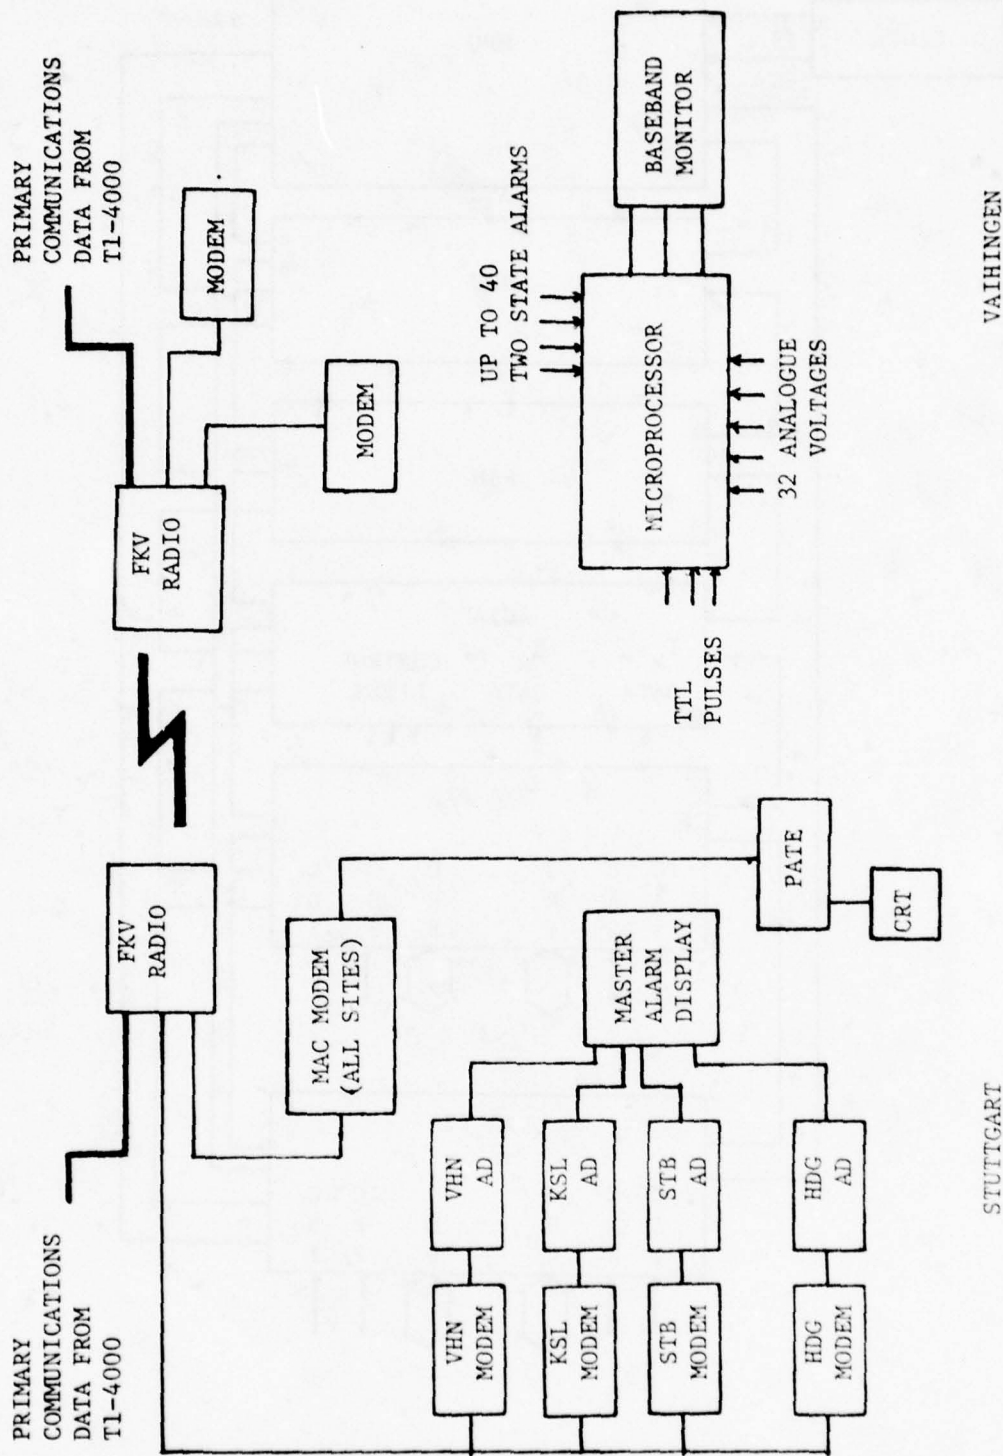 PRIMARY
COMMUNICATIONS
DATA FROM
T1-4000
FKV
RADIO
MAC MODEM
(ALL SITES)
VHN
MODEM
VHN
AD
KSL
MODEM
KSL
AD
STB
MODEM
STB
AD
HDG
MODEM
HDG
AD
MASTER
ALARM
DISPLAY
PATE
CRT
STUTTGART
PRIMARY
COMMUNICATIONS
DATA FROM
T1-4000
FKV
RADIO
MODEM
MODEM
UP TO 40
TWO STATE ALARMS
TTL
PULSES
MICROPROCESSOR
BASEBAND
MONITOR
32 ANALOGUE
VOLTAGES
VAIHINGEN